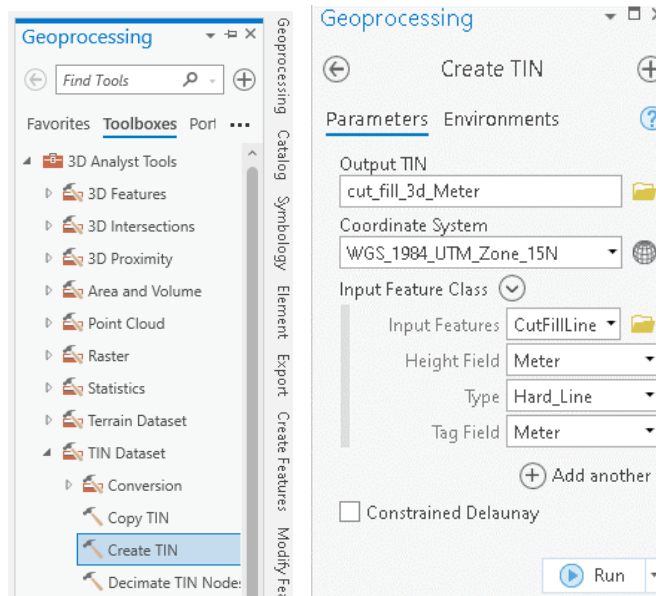 Geoprocessing
Find Tools
Favorites Toolboxes Port ...
3D Analyst Tools
3D Features
3D Intersections
3D Proximity
Area and Volume
Point Cloud
Raster
Statistics
Terrain Dataset
TIN Dataset
Conversion
Copy TIN
Create TIN
Decimate TIN Nodes
Geoprocessing
Catalog
Symbology
Element
Export
Create Features
Modify Fea
Geoprocessing
Create TIN
Parameters Environments
Output TIN
cut_fill_3d_Meter
Coordinate System
WGS_1984_UTM_Zone_15N
Input Feature Class
Input Features CutFillLine
Height Field Meter
Type Hard_Line
Tag Field Meter
Add another
Constrained Delaunay
Run